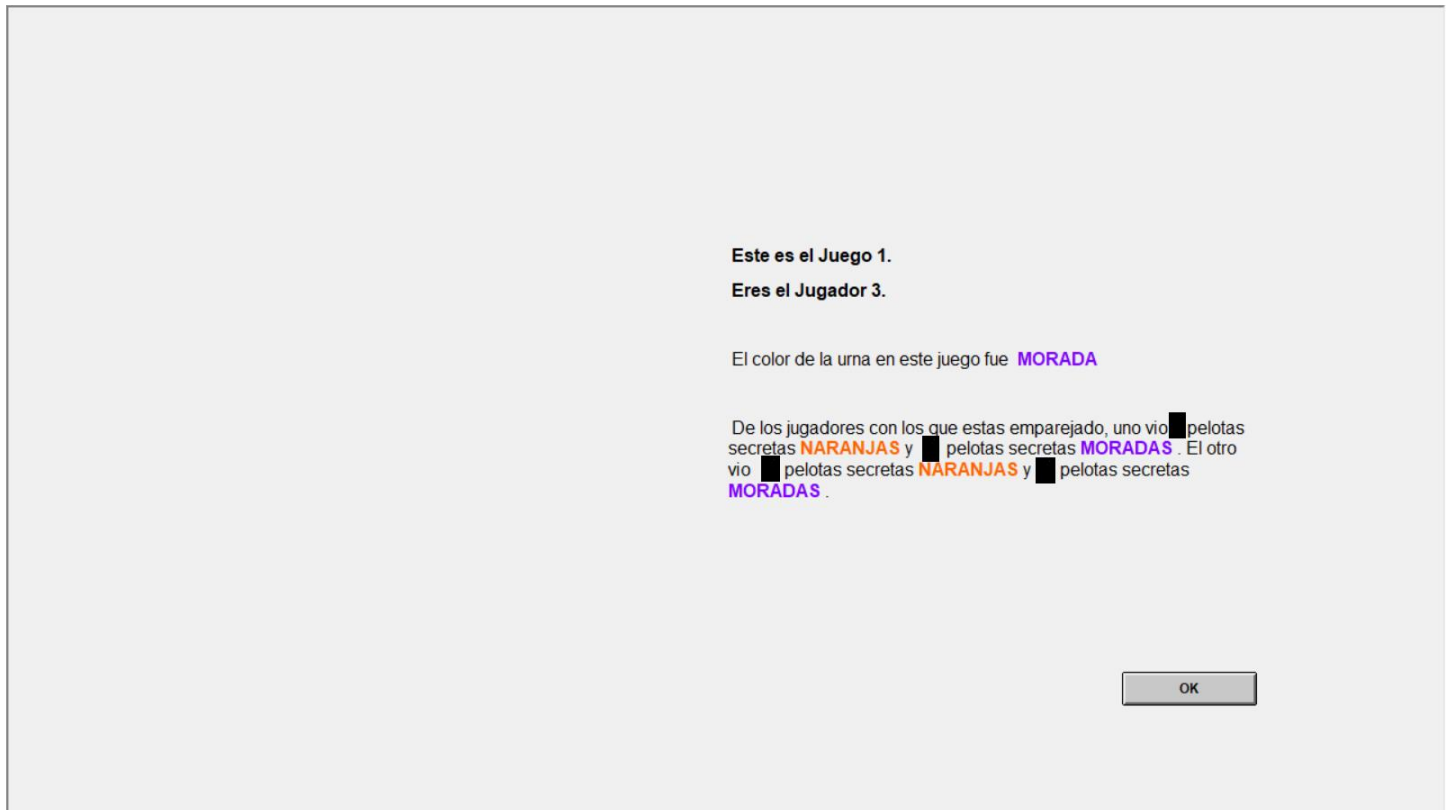 Este es el Juego 1.
Eres el Jugador 3.
El color de la urna en este juego fue MORADA
De los jugadores con los que estas emparejado, uno vio pelotas
secretas NARANJAS y pelotas secretas MORADAS . El otro
vio pelotas secretas NARANJAS y pelotas secretas
MORADAS .
OK